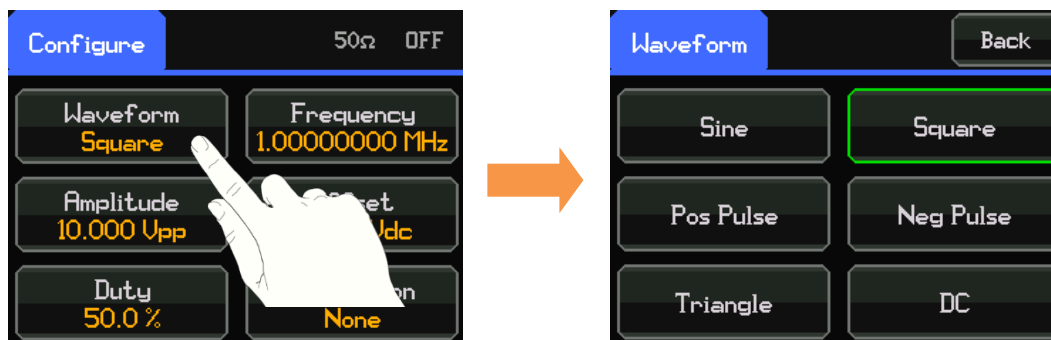 Configure 50Ω OFF
Waveform Frequency
Square 1.00000000 MHz
Amplitude
10.000 Vpp
Duty
50.0 % None
Waveform Back
Sine Square
Pos Pulse Neg Pulse
Triangle DC